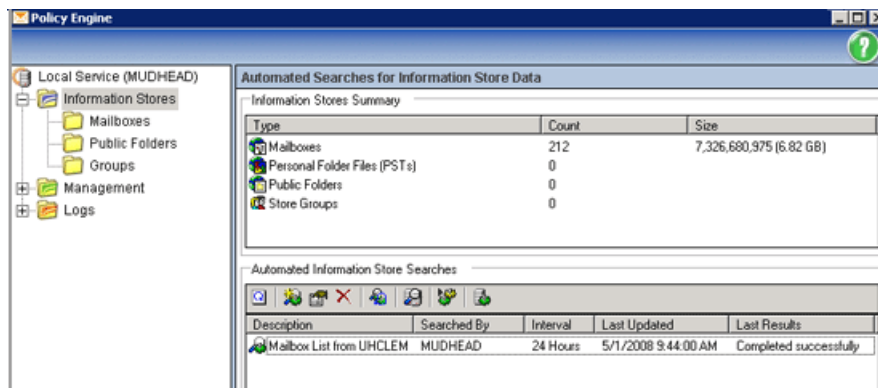 Policy Engine
Local Service (MUDHEAD)
Information Stores
Mailboxes
Public Folders
Groups
Management
Logs
Automated Searches for Information Store Data
Information Stores Summary
Type Count Size
Mailboxes 212 7,326,680,975 (6.82 GB)
Personal Folder Files (PSTs) 0
Public Folders 0
Store Groups 0
Automated Information Store Searches
Description Searched By Interval Last Updated Last Results
Mailbox List from UHCLEM MUDHEAD 24 Hours 5/1/2008 9:44:00 AM Completed successfully